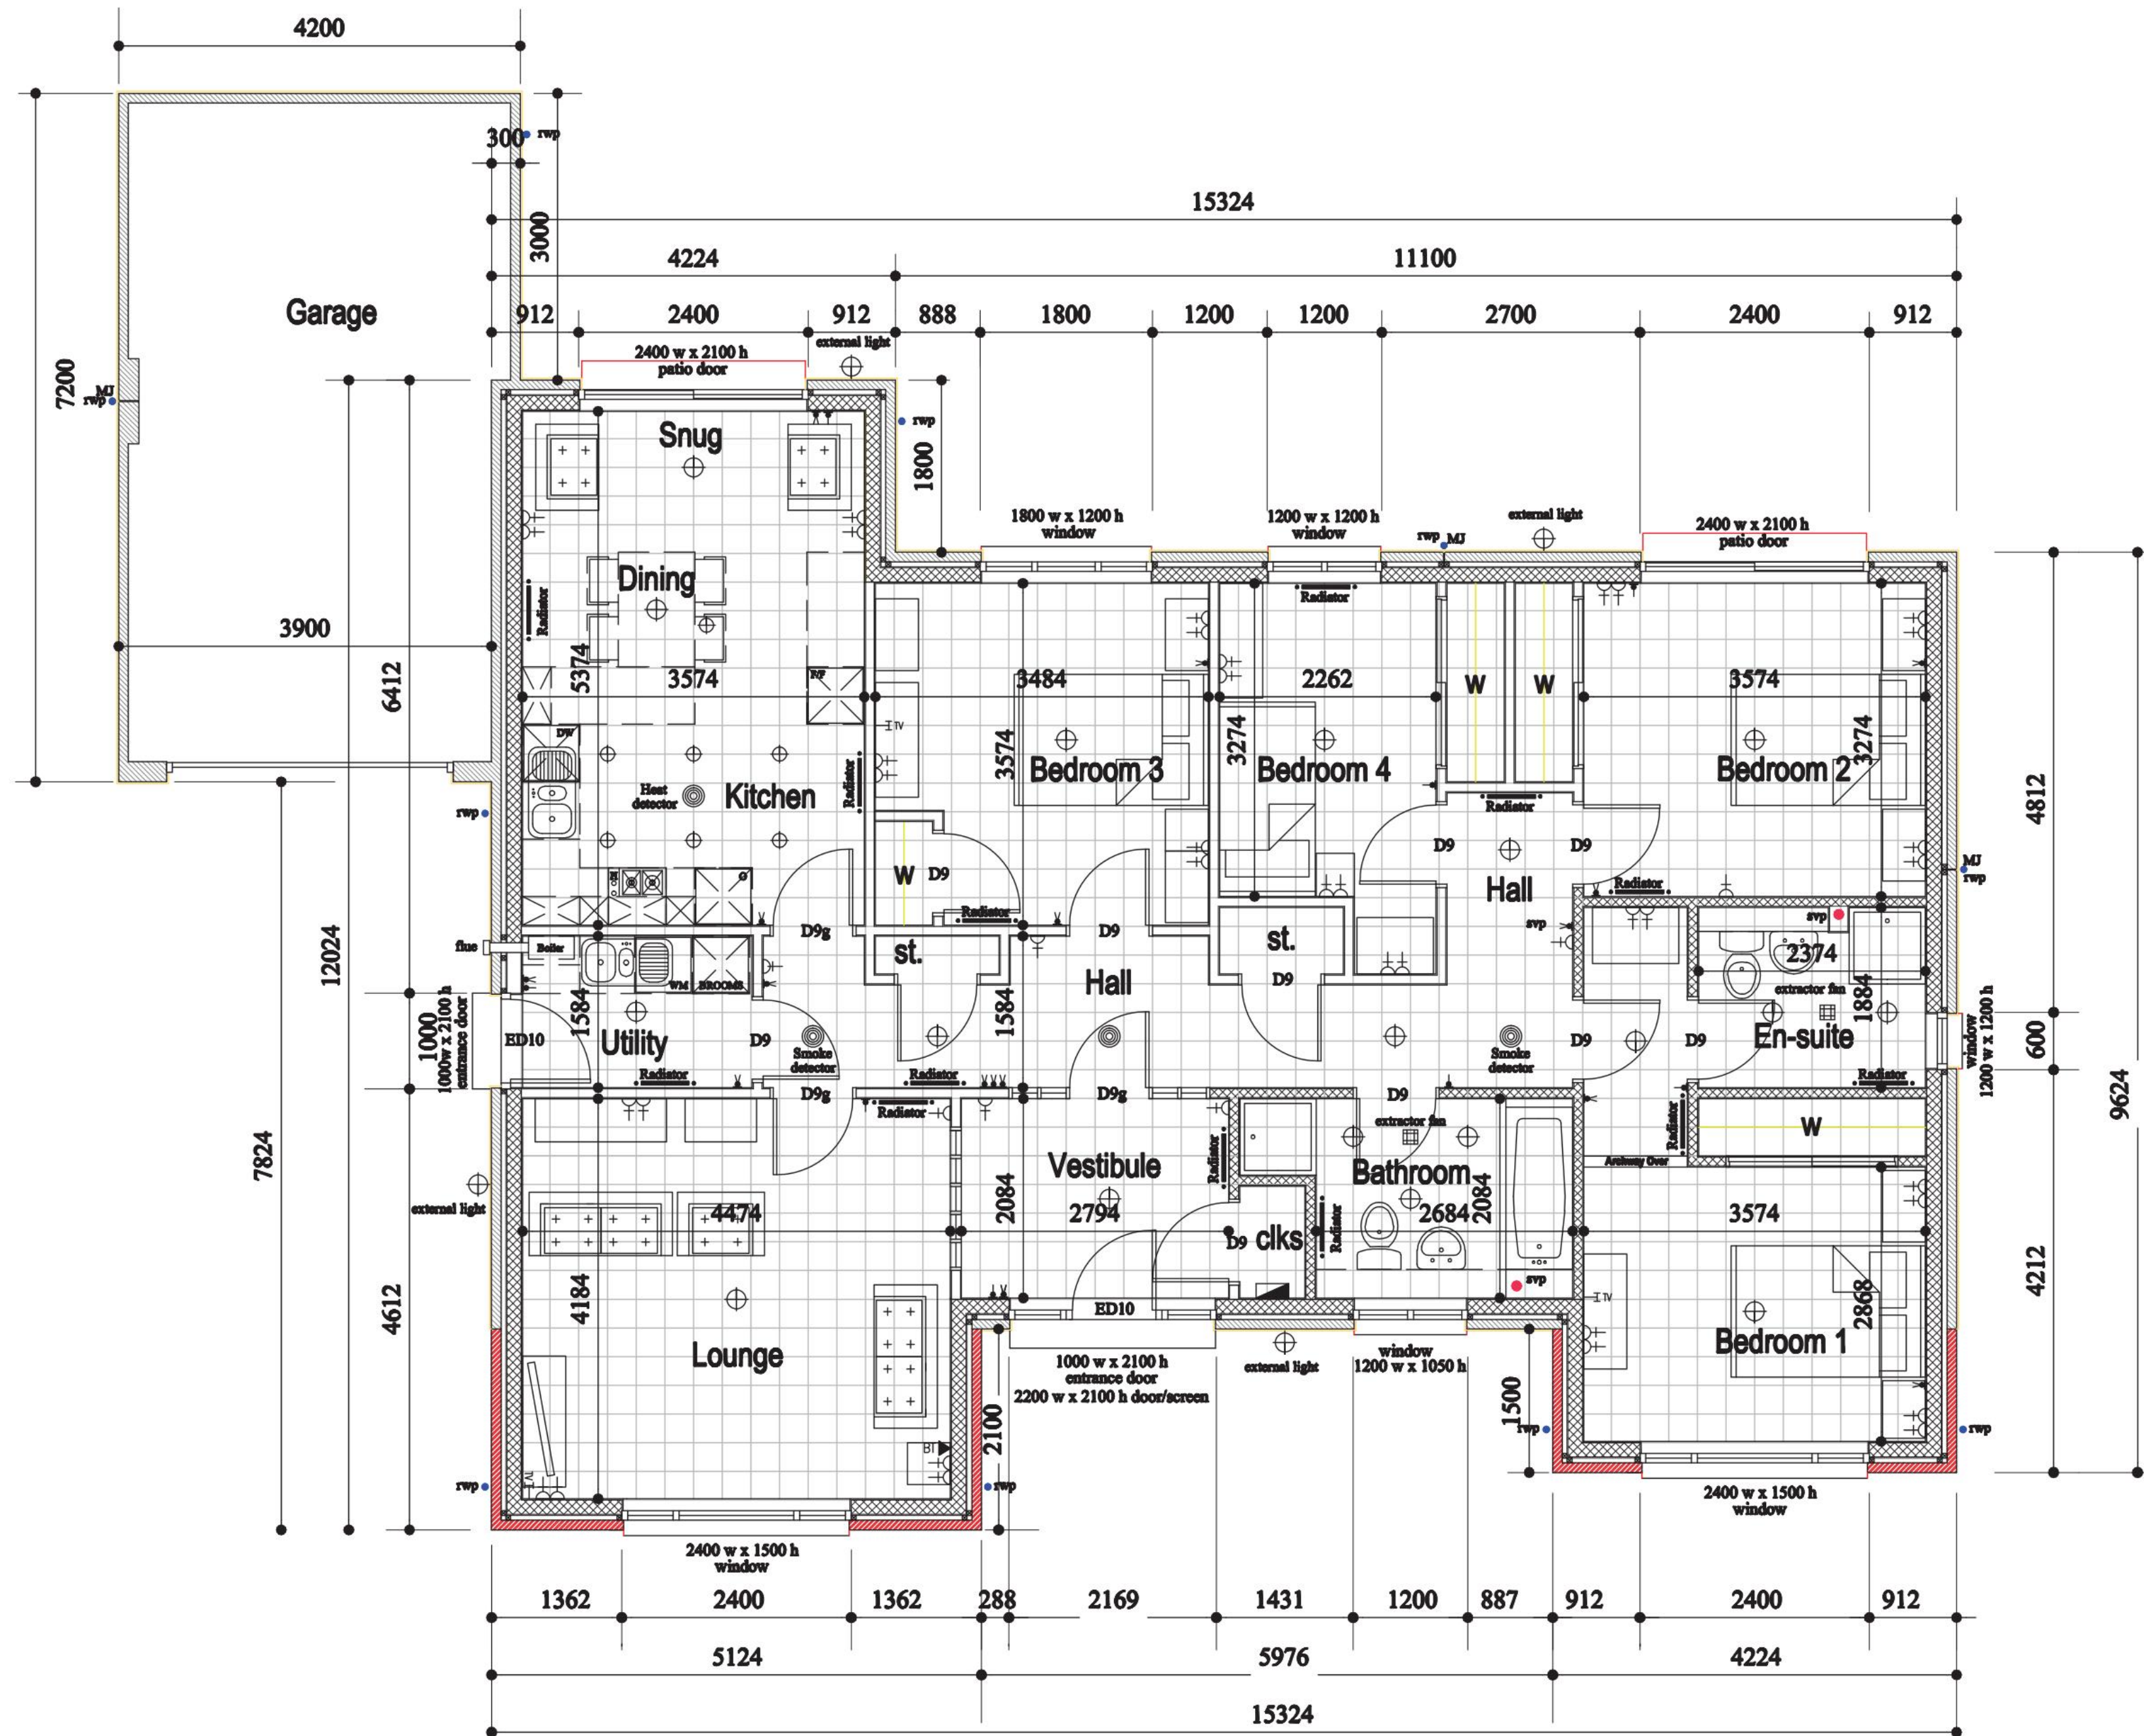 4200
300
rwp
15324
3000
4224
11100
Garage
912
2400
912
888
1800
1200
1200
2700
2400
912
external light
2400 w x 2100 h
patio door
7200
MJ
rwp
rwp
Snug
1800
1800 w x 1200 h
window
1200 w x 1200 h
window
rwp MJ
external light
2400 w x 2100 h
patio door
Dining
Radiator
Radiator
3900
6412
5374
3574
F/F
3484
2262
W
W
3574
TV
DW
3574
3274
3274
Bedroom 3
Bedroom 4
Bedroom 2
Heat
detector
Kitchen
Radiator
Radiator
rwp
4812
D9
D9
W
D9
Hall
MJ
rwp
Radiator
Radiator
svp
svp
D9g
D9
flue
Boiler
st.
st.
2374
12024
WM
BROOMS
Hall
D9
extractor fan
1000
1000w x 2100 h
entrance door
1584
1584
1884
ED10
Utility
D9
Smoke
detector
Smoke
detector
D9
D9
En-suite
window
1200 w x 1200 h
600
9624
Radiator
Radiator
Radiator
D9g
Radiator
D9g
D9
extractor fan
Radiator
W
7824
Radiator
Vestibule
Bathroom
Archway Over
external light
4474
2084
2794
D9
clks
Radiator
2684
2084
3574
4612
4184
svp
TV
2868
4212
ED10
Lounge
Bedroom 1
1000 w x 2100 h
entrance door
2200 w x 2100 h door/screen
external light
window
1200 w x 1050 h
1500
rwp
rwp
2100
BT
TV
rwp
rwp
2400 w x 1500 h
window
2400 w x 1500 h
window
1362
2400
1362
288
2169
1431
1200
887
912
2400
912
5124
5976
4224
15324